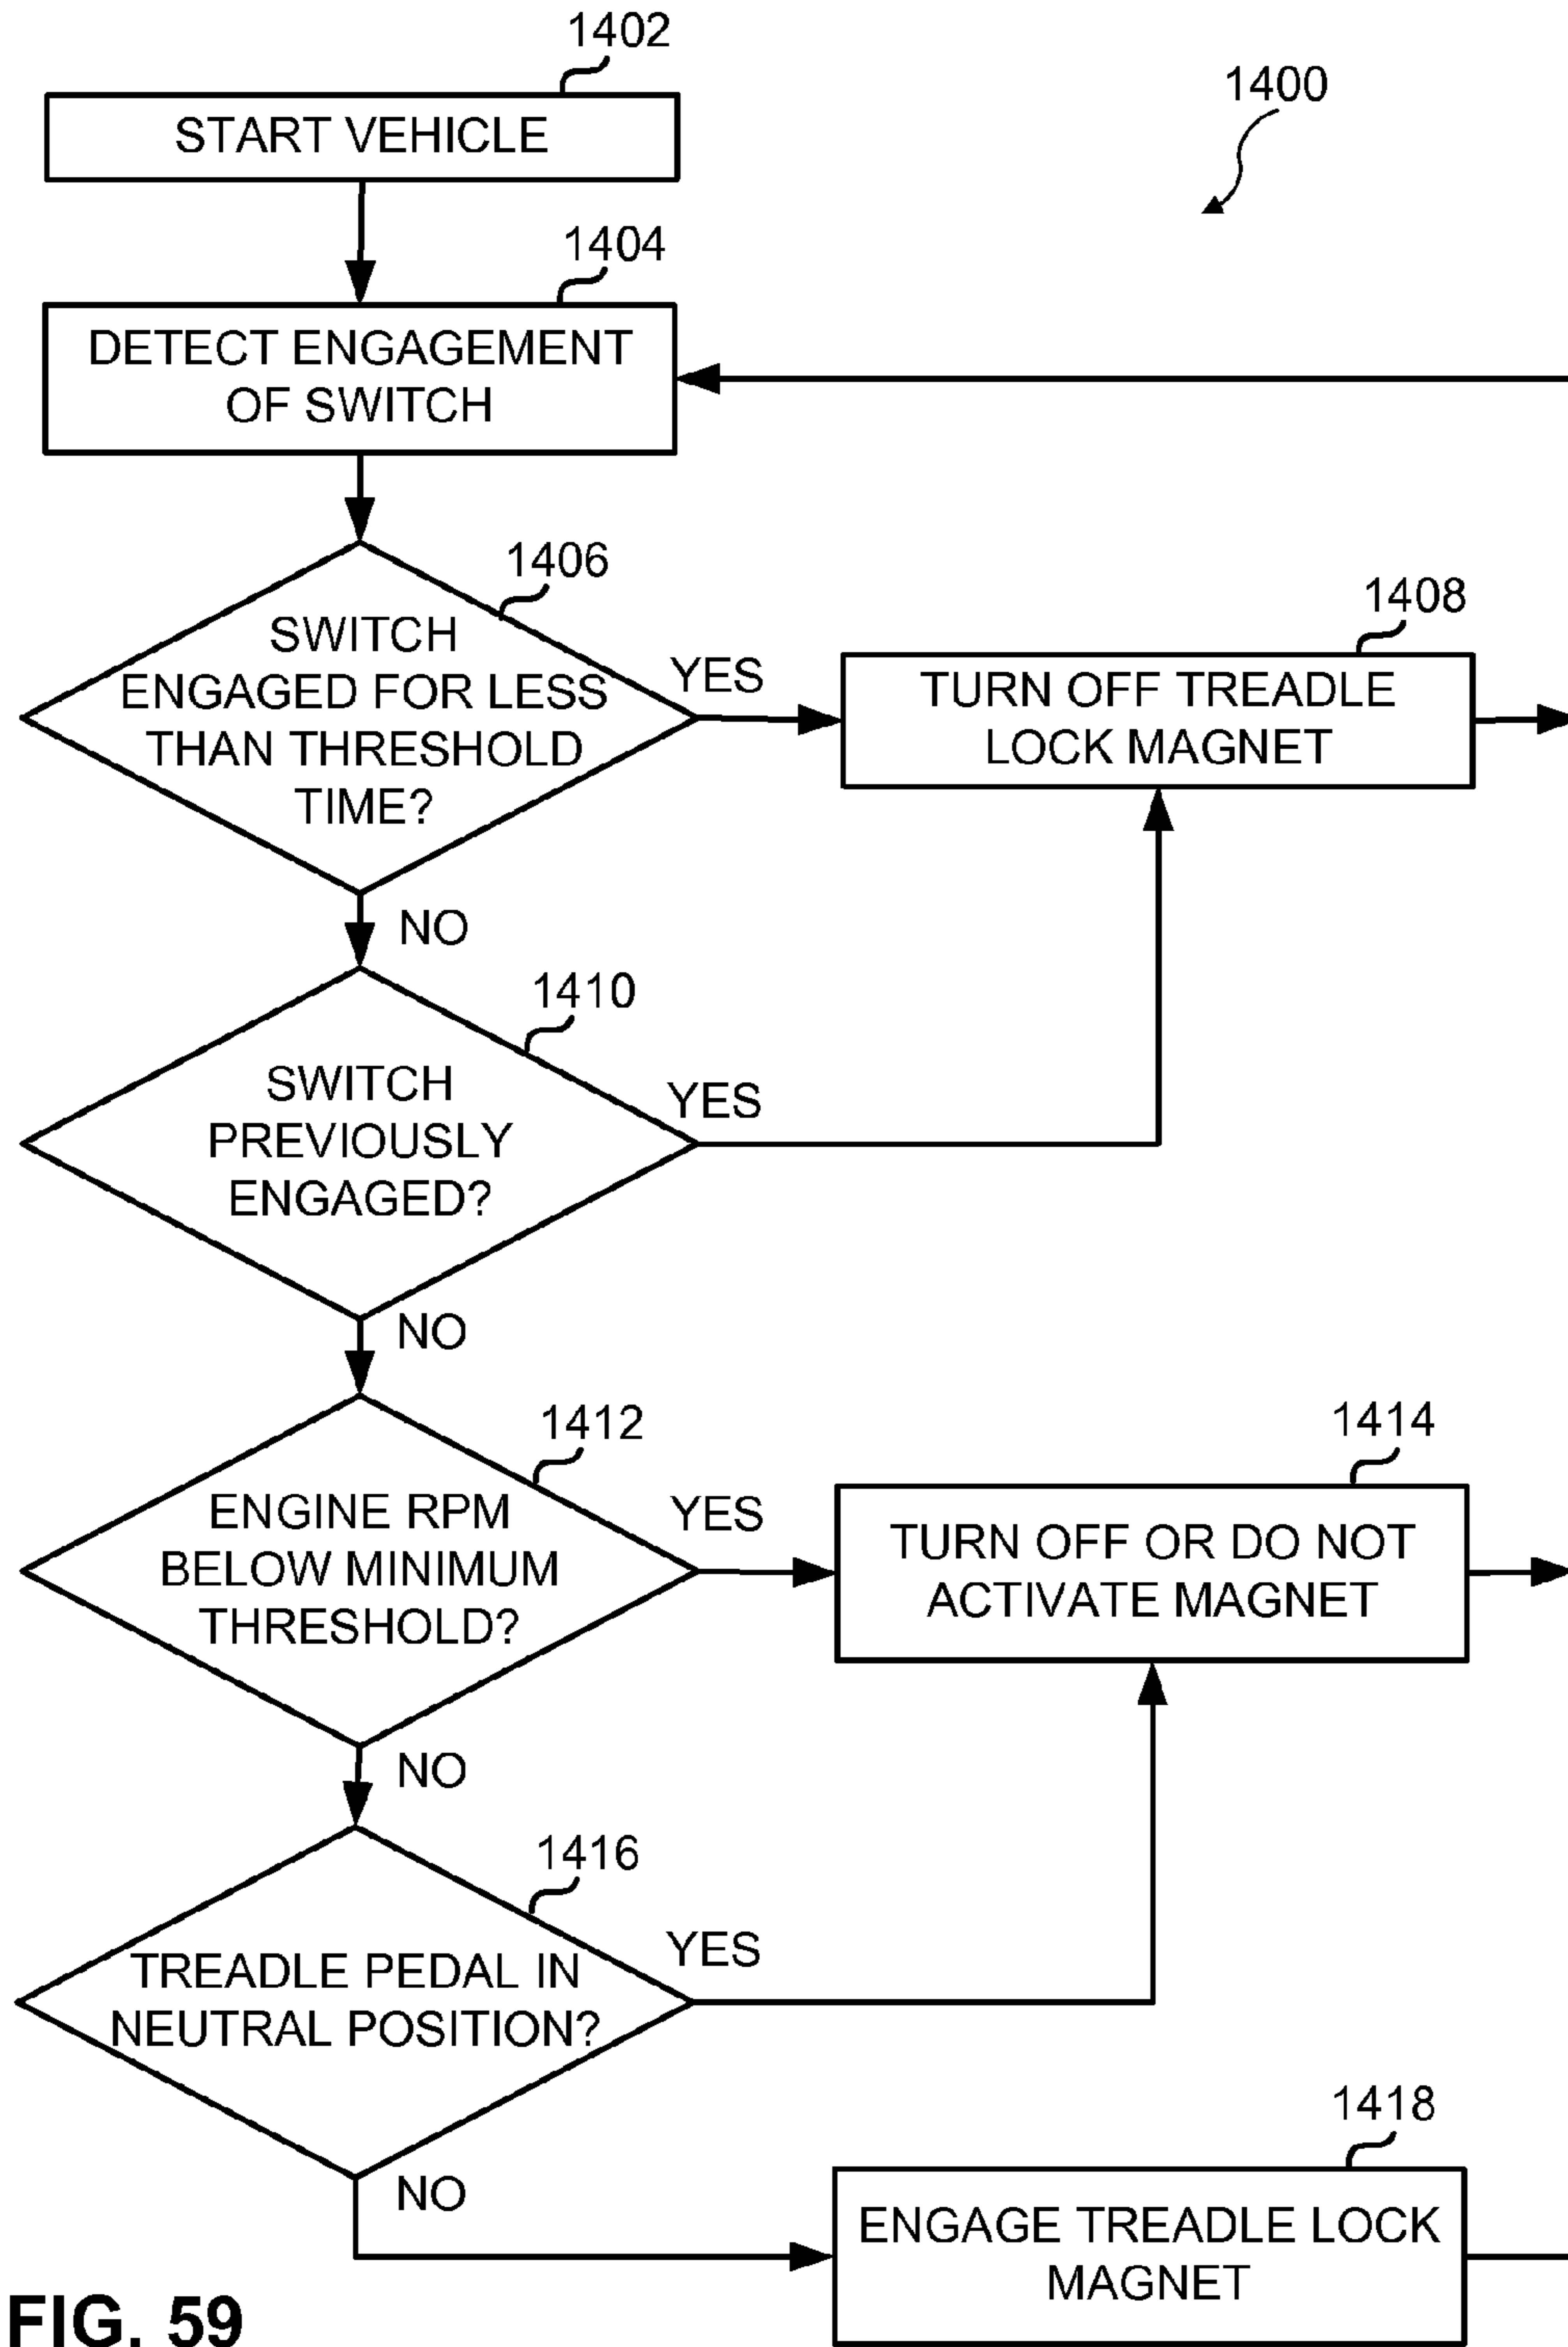 1402
START VEHICLE
1400
1404
DETECT ENGAGEMENT
OF SWITCH
1406
SWITCH
ENGAGED FOR LESS
THAN THRESHOLD
TIME?
YES
1408
TURN OFF TREADLE
LOCK MAGNET
NO
1410
SWITCH
PREVIOUSLY
ENGAGED?
YES
NO
1412
ENGINE RPM
BELOW MINIMUM
THRESHOLD?
YES
1414
TURN OFF OR DO NOT
ACTIVATE MAGNET
NO
1416
TREADLE PEDAL IN
NEUTRAL POSITION?
YES
NO
1418
ENGAGE TREADLE LOCK
MAGNET
FIG. 59